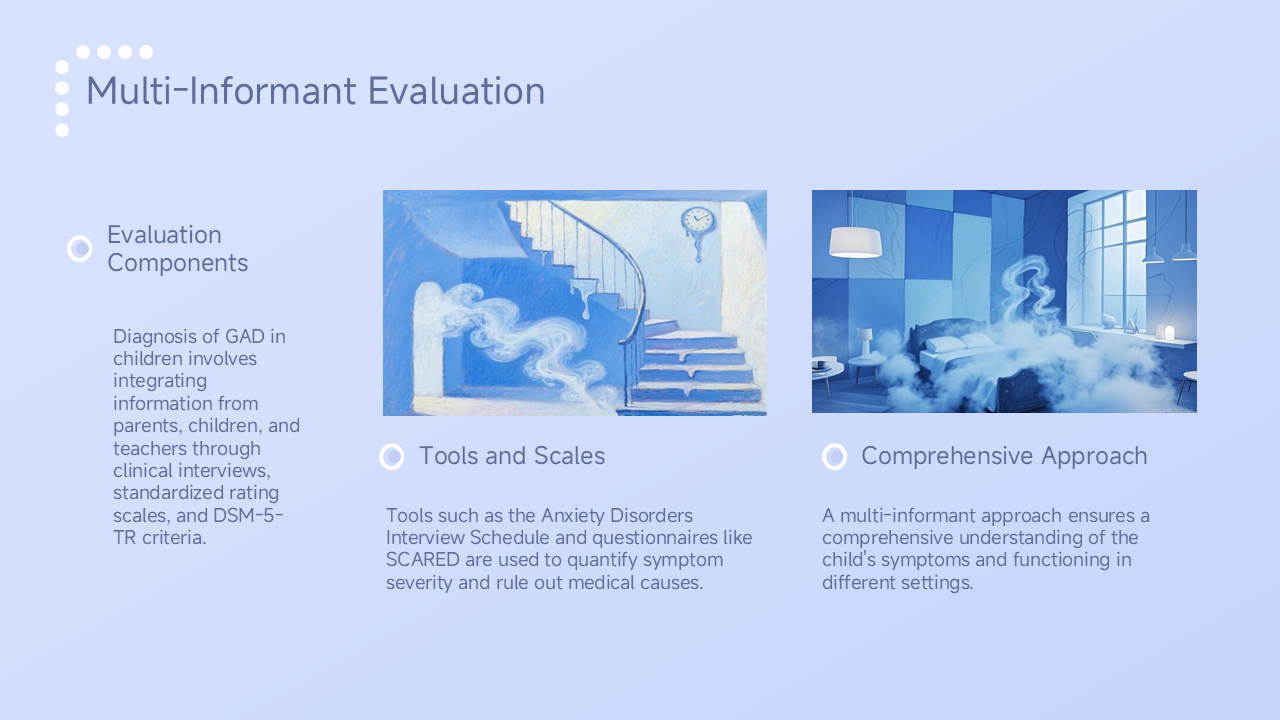 Multi-Informant Evaluation
Evaluation
Components
Diagnosis of GAD in
children involves
integrating
information from
parents, children, and
teachers through
clinical interviews,
standardized rating
scales, and DSM-5-
TR criteria.
Tools and Scales
Tools such as the Anxiety Disorders
Interview Schedule and questionnaires like
SCARED are used to quantify symptom
severity and rule out medical causes.
Comprehensive Approach
A multi-informant approach ensures a
comprehensive understanding of the
child's symptoms and functioning in
different settings.